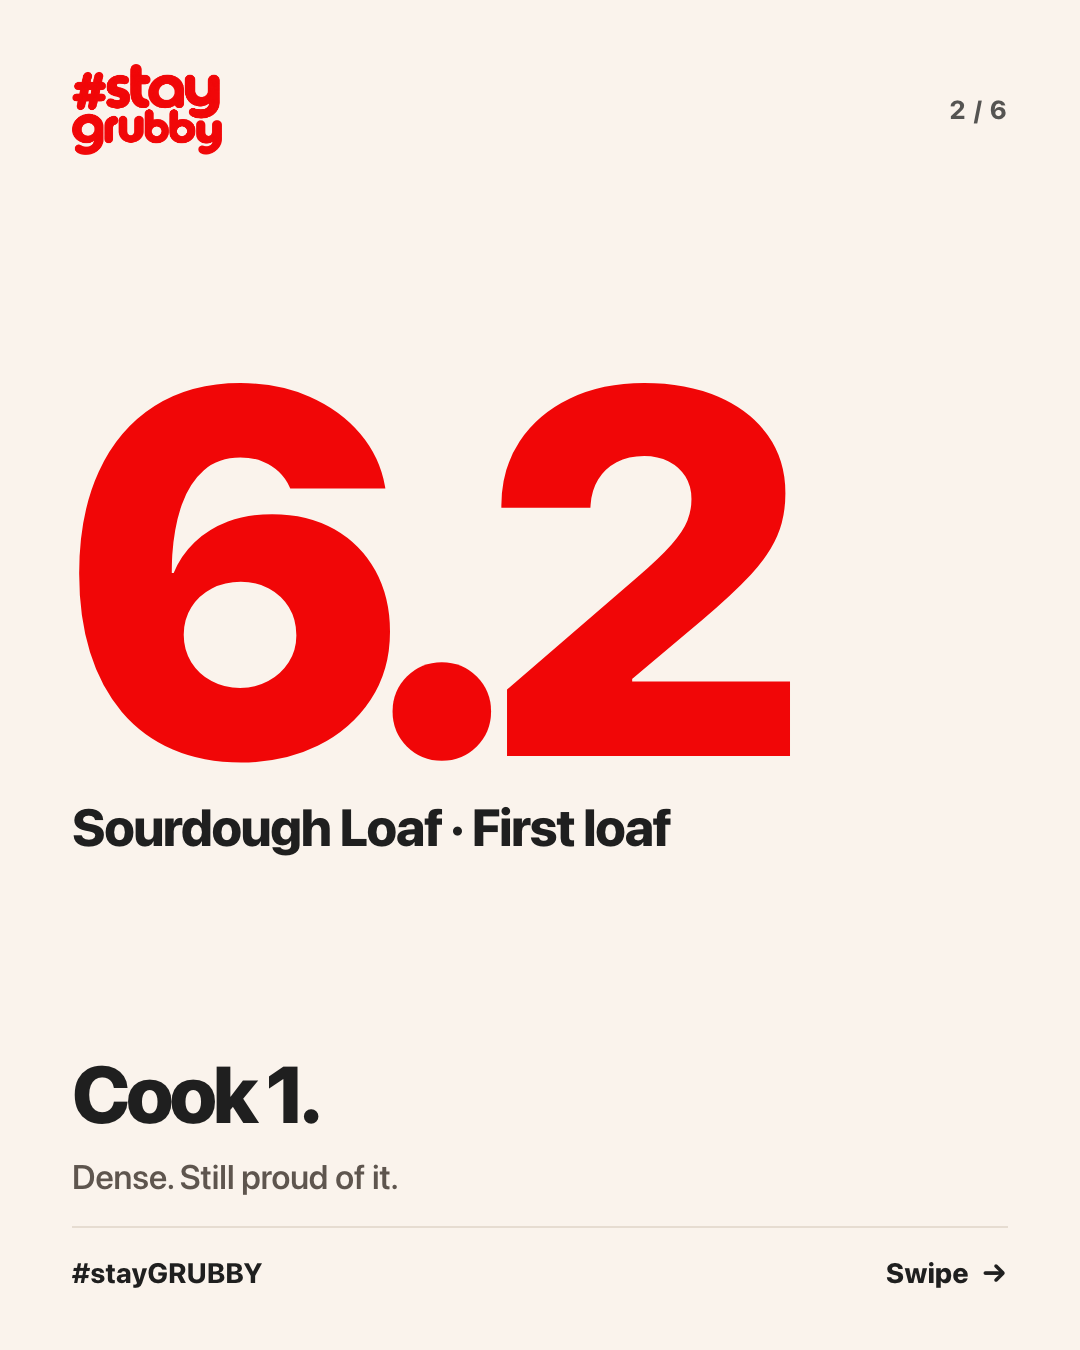 #stay
grubby
2 / 6
6.2
Sourdough Loaf · First loaf
Cook 1.
Dense. Still proud of it.
#stayGRUBBY
Swipe →